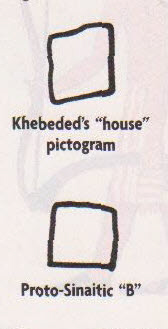 Khebeded's "house"
pictogram
Proto-Sinaitic "B"